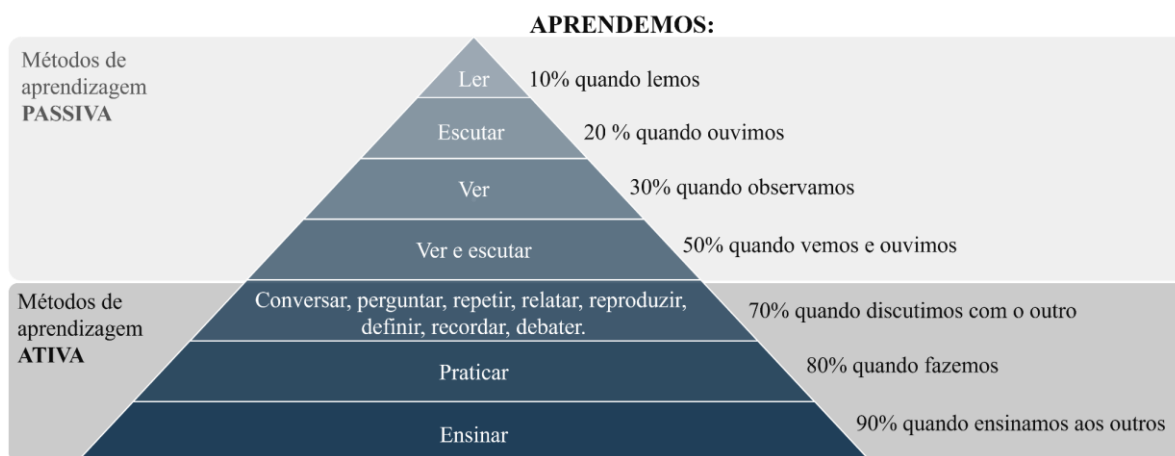 APRENDEMOS:
Métodos de
aprendizagem
PASSIVA
Ler
10% quando lemos
Escutar
20 % quando ouvimos
Ver
30% quando observamos
Ver e escutar
50% quando vemos e ouvimos
Métodos de
aprendizagem
ATIVA
Conversar, perguntar, repetir, relatar, reproduzir,
definir, recordar, debater.
70% quando discutimos com o outro
Praticar
80% quando fazemos
Ensinar
90% quando ensinamos aos outros